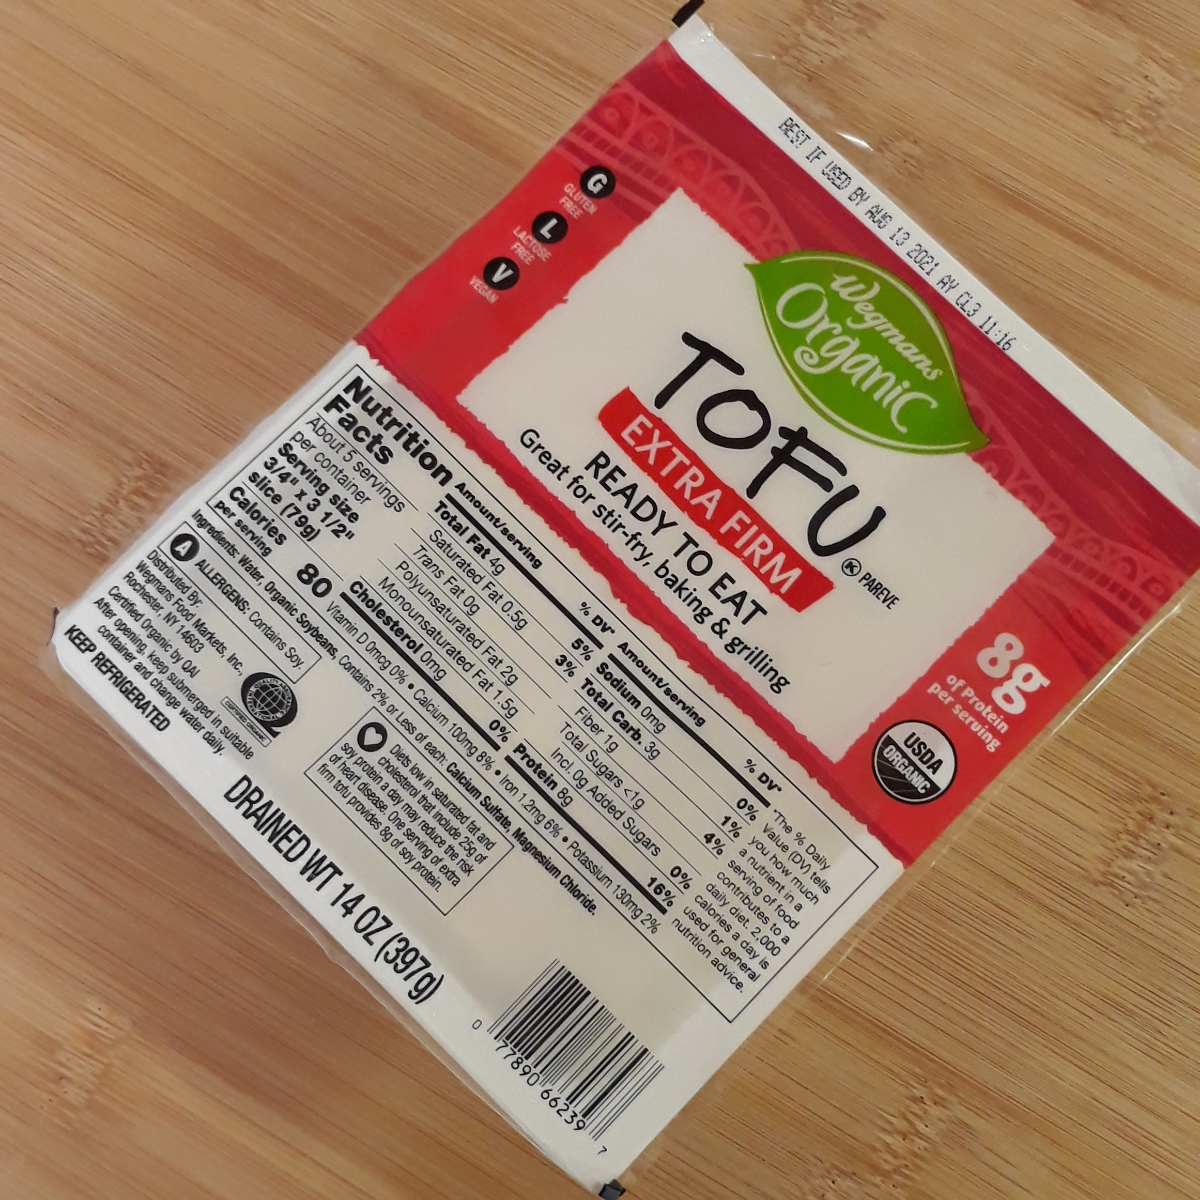 BEST IF USED BY AUG 13 2021 AY CL3 11:16
G
GLUTEN
FREE
L
LACTOSE
FREE
V
VEGAN
Wegmans
Organic
TOFU
K PAREVE
EXTRA FIRM
READY TO EAT
Great for stir-fry, baking & grilling
8g
of Protein
per serving
USDA
ORGANIC
Nutrition
Facts
About 5 servings
per container
Serving size
3/4" x 3 1/2"
slice (79g)
Calories
per serving
80
Amount/serving % DV*
Total Fat 4g 5%
Saturated Fat 0.5g 3%
Trans Fat 0g
Polyunsaturated Fat 2g
Monounsaturated Fat 1.5g
Cholesterol 0mg 0%
Amount/serving % DV*
Sodium 0mg 0%
Total Carb. 3g 1%
Fiber 1g 4%
Total Sugars <1g
Incl. 0g Added Sugars 0%
Protein 8g 16%
Vitamin D 0mcg 0% • Calcium 100mg 8% • Iron 1.2mg 6% • Potassium 130mg 2%
*The % Daily
Value (DV) tells
you how much
a nutrient in a
serving of food
contributes to a
daily diet. 2,000
calories a day is
used for general
nutrition advice.
Ingredients: Water, Organic Soybeans, Contains 2% or Less of each: Calcium Sulfate, Magnesium Chloride.
A ALLERGENS: Contains Soy.
Distributed By:
Wegmans Food Markets, Inc.
Rochester, NY 14603
Certified Organic by QAI
After opening, keep submerged in suitable
container and change water daily.
KEEP REFRIGERATED
CERTIFIED ORGANIC
Diets low in saturated fat and
cholesterol that include 25g of
soy protein a day may reduce the risk
of heart disease. One serving of extra
firm tofu provides 8g of soy protein.
DRAINED WT 14 OZ (397g)
0 77890 66239 7